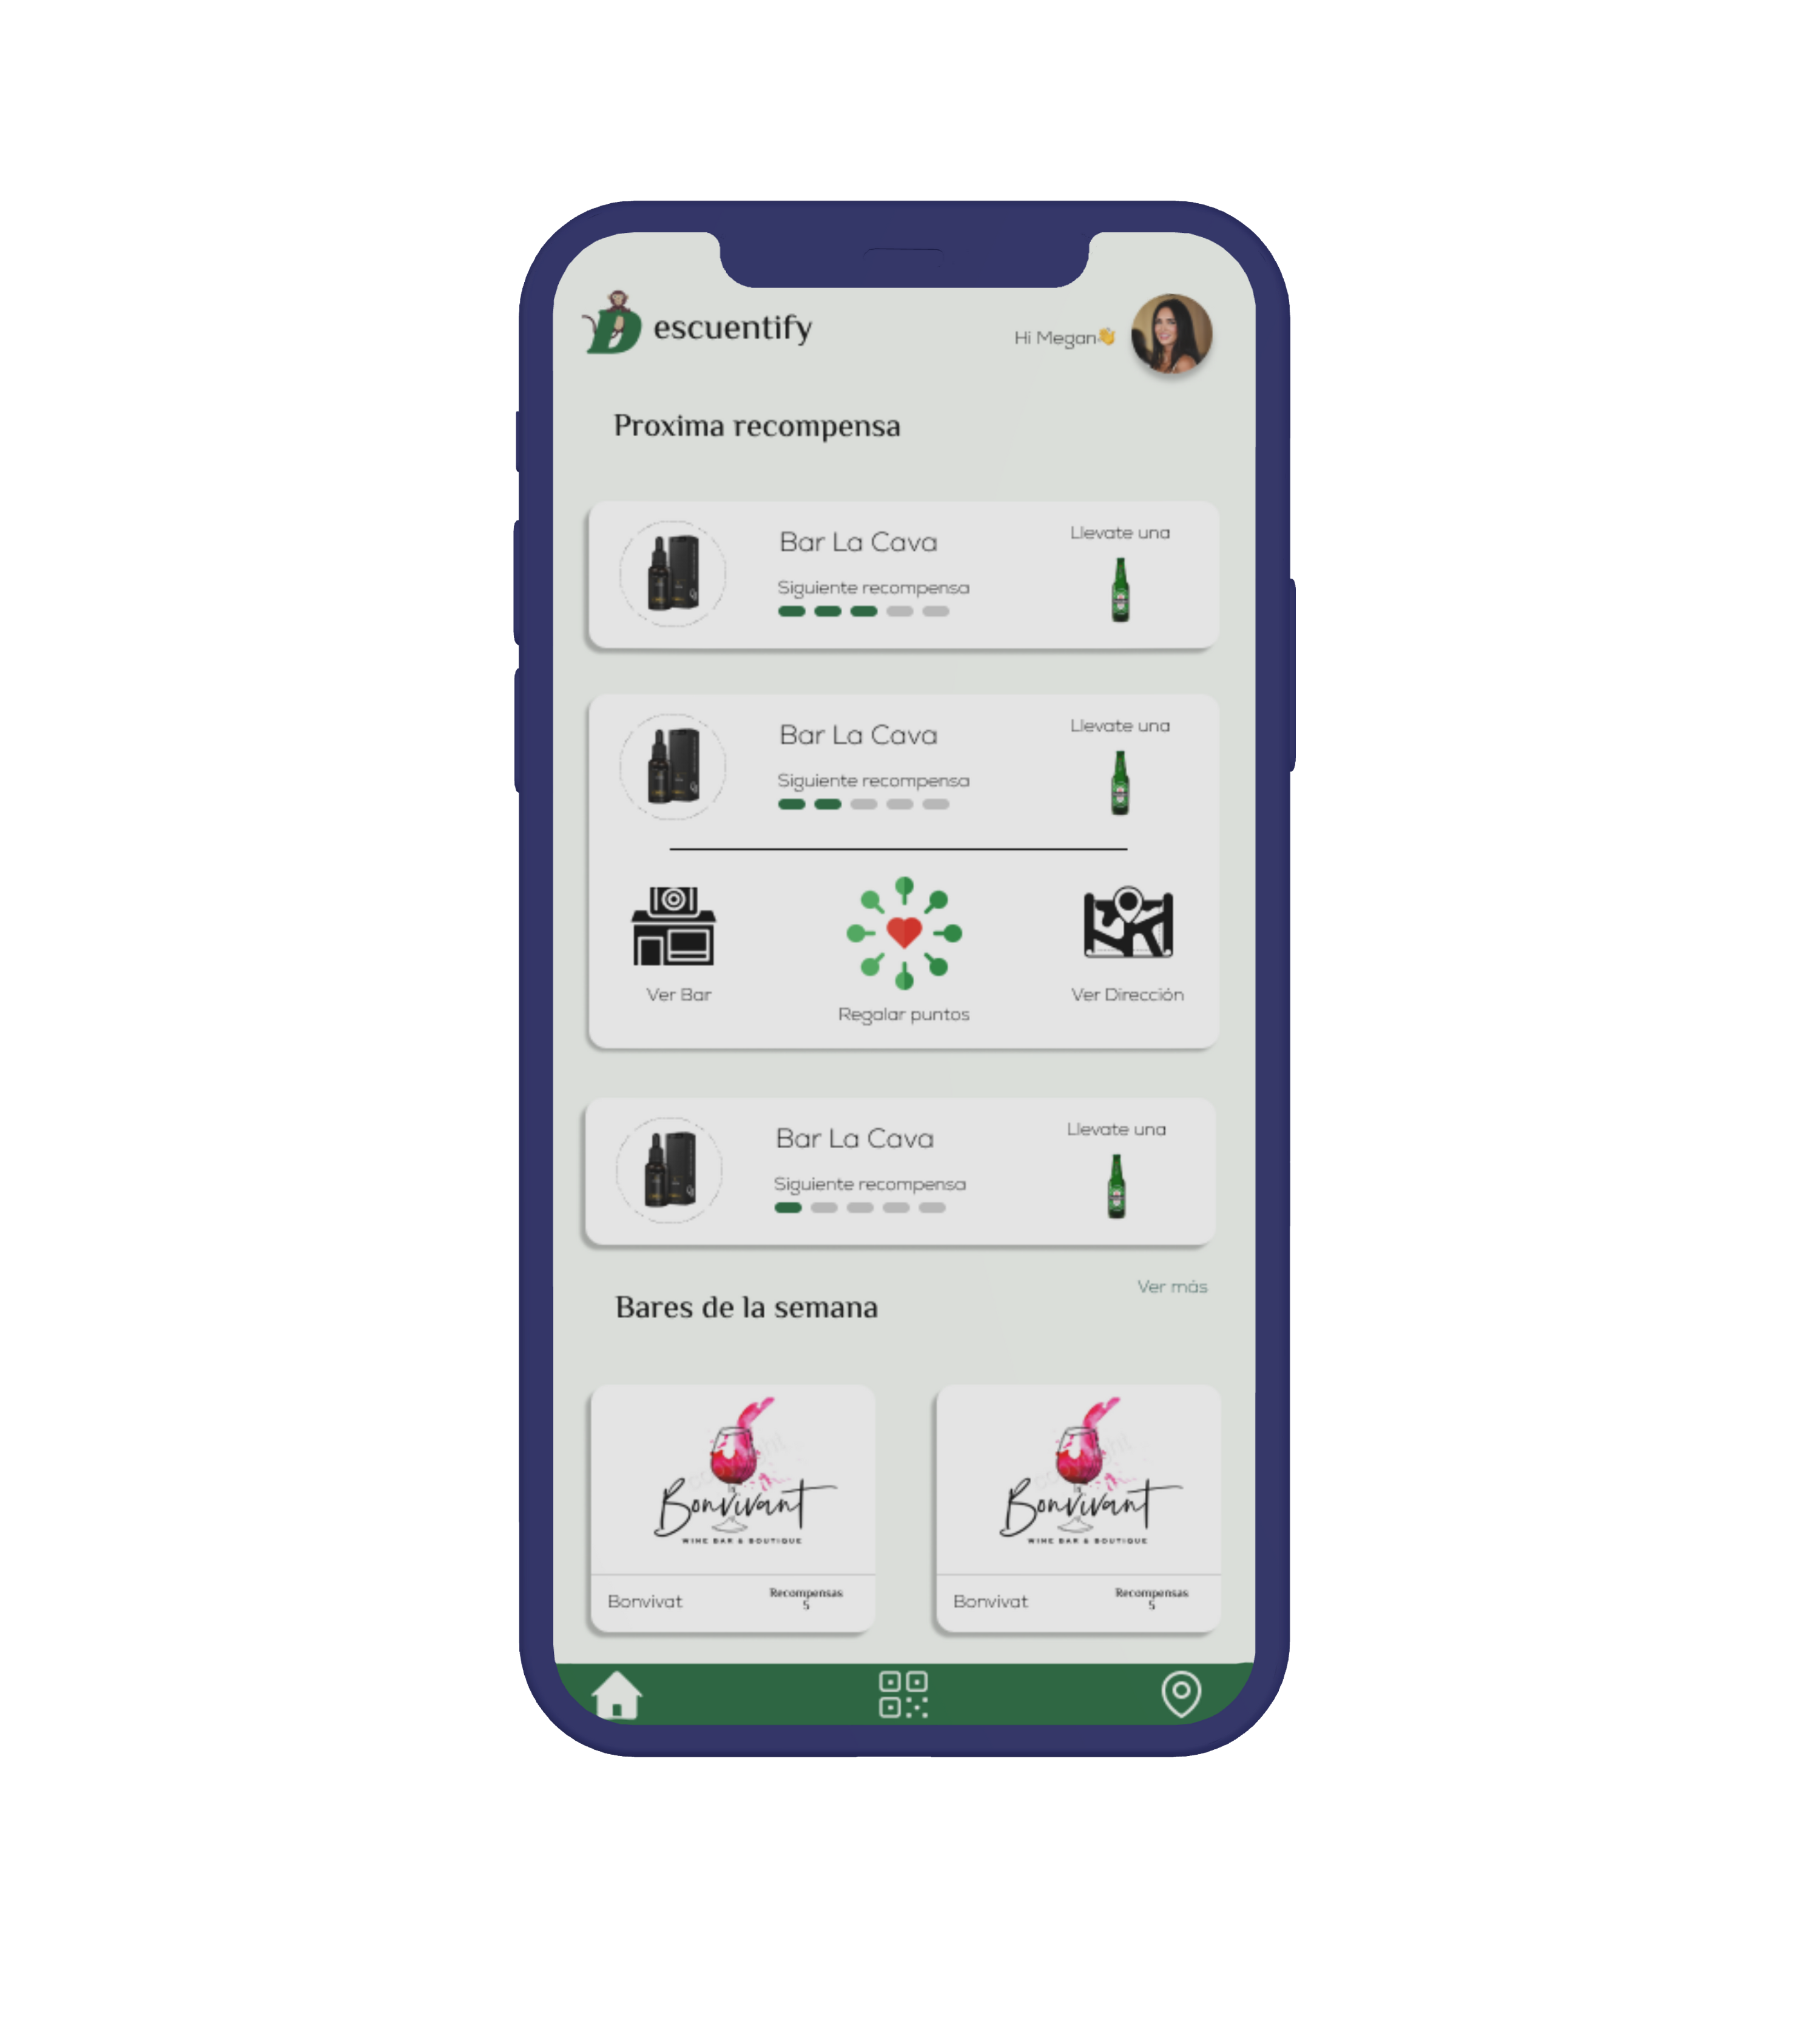 Descuentify
Hi Megan
Proxima recompensa
Bar La Cava
Llevate una
Siguiente recompensa
Bar La Cava
Llevate una
Siguiente recompensa
Ver Bar
Regalar puntos
Ver Dirección
Bar La Cava
Llevate una
Siguiente recompensa
Ver más
Bares de la semana
Bonvivant
WINE BAR & BOUTIQUE
Bonvivat
Recompensas
5
Bonvivant
WINE BAR & BOUTIQUE
Bonvivat
Recompensas
5